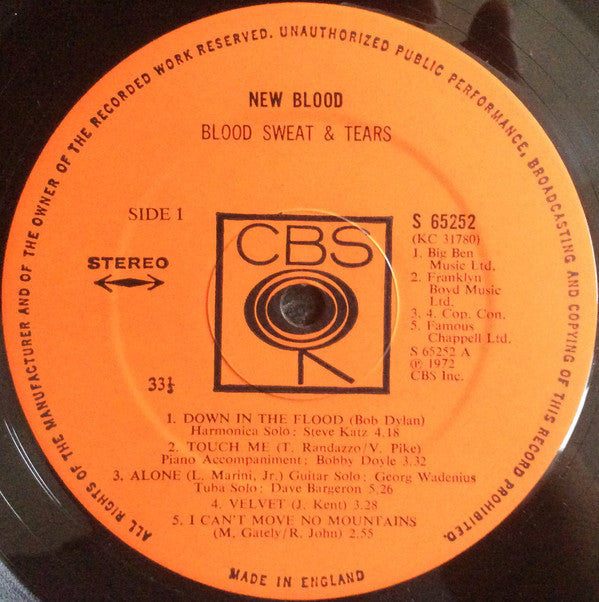 ALL RIGHTS OF THE MANUFACTURER AND OF THE OWNER OF THE RECORDED WORK RESERVED. UNAUTHORIZED PUBLIC PERFORMANCE, BROADCASTING AND COPYING OF THIS RECORD PROHIBITED.
NEW BLOOD
BLOOD SWEAT & TEARS
SIDE 1
STEREO
33⅓
CBS
S 65252
(KC 31780)
1. Big Ben
Music Ltd.
2. Franklyn
Boyd Music
Ltd.
3. 4. Cop. Con.
5. Famous
Chappell Ltd.
S 65252 A
℗ 1972
CBS Inc.
1. DOWN IN THE FLOOD (Bob Dylan)
Harmonica Solo: Steve Katz 4.18
2. TOUCH ME (T. Randazzo/V. Pike)
Piano Accompaniment; Bobby Doyle 3.32
3. ALONE (L. Marini, Jr.) Guitar Solo: Georg Wadenius
Tuba Solo: Dave Bargeron 5.26
4. VELVET (J. Kent) 3.28
5. I CAN'T MOVE NO MOUNTAINS
(M. Gately/R. John) 2.55
MADE IN ENGLAND